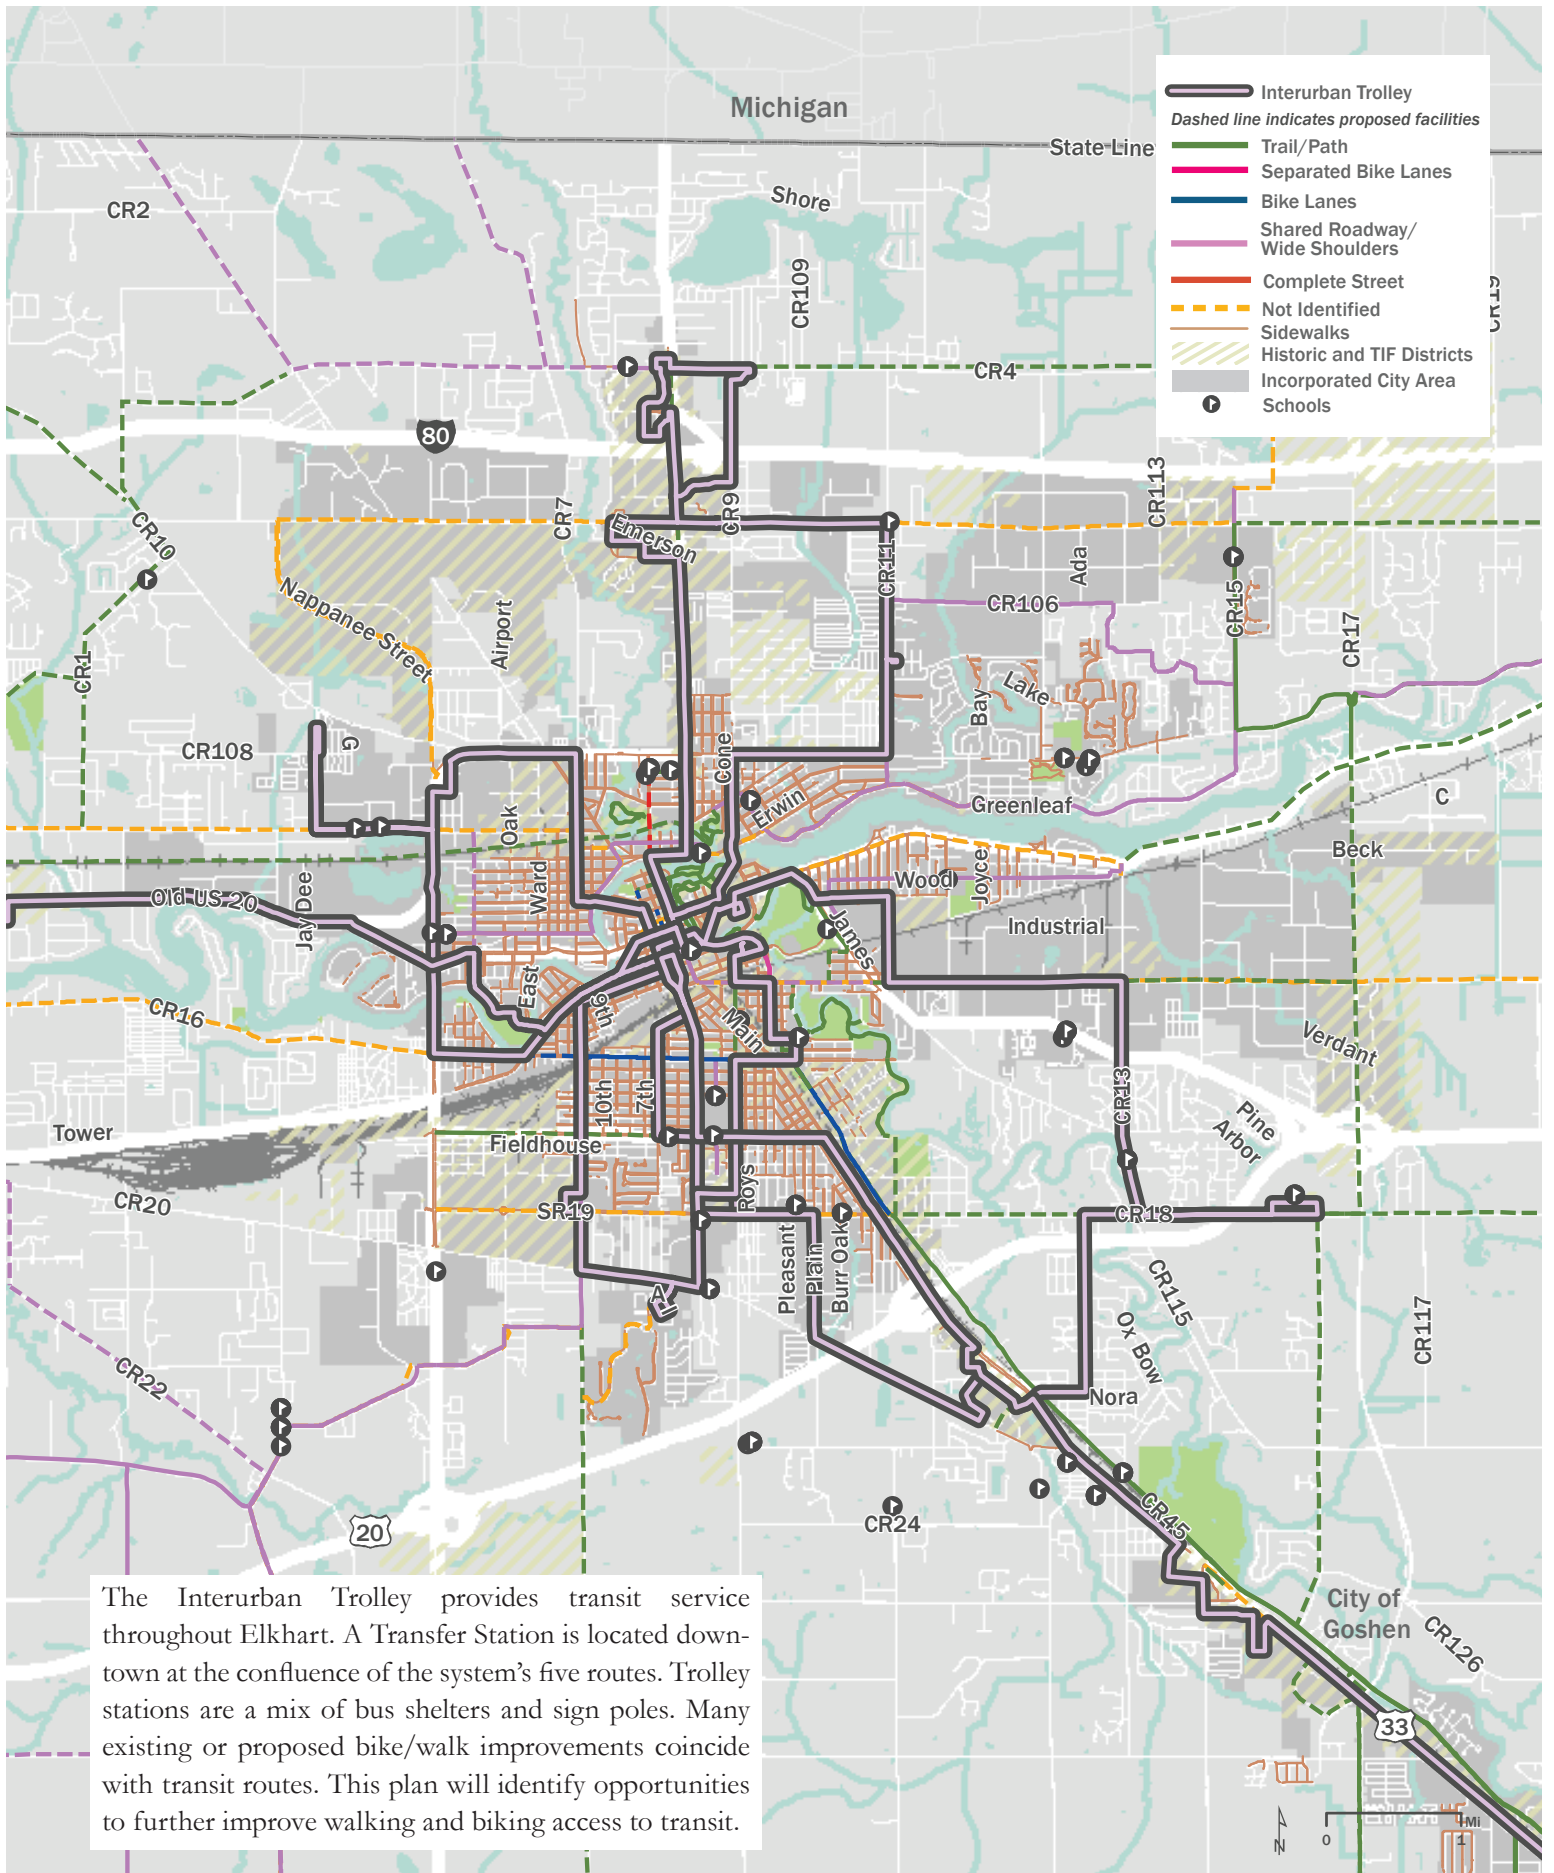 Michigan
State Line
Interurban Trolley
Dashed line indicates proposed facilities
Trail/Path
Separated Bike Lanes
Bike Lanes
Shared Roadway/
Wide Shoulders
Complete Street
Not Identified
Sidewalks
Historic and TIF Districts
Incorporated City Area
Schools
CR2
Shore
CR109
CR19
CR4
80
CR7
CR9
CR113
CR10
Emerson
CR11
Ada
CR106
CR15
CR17
Nappanee Street
Airport
CR1
Lake
Bay
CR108
G
Cone
Erwin
Greenleaf
C
Oak
Beck
Ward
Wood
Joyce
Old US 20
Jay Dee
James
Industrial
East
9th
CR16
Main
Verdant
10th
7th
CR13
Pine
Arbor
Tower
Fieldhouse
CR20
Roys
SR19
CR18
Pleasant
Plain
Burr Oak
A
CR115
Ox Bow
CR117
CR22
Nora
20
CR24
CR45
City of
Goshen
CR126
33
The Interurban Trolley provides transit service
throughout Elkhart. A Transfer Station is located down-
town at the confluence of the system's five routes. Trolley
stations are a mix of bus shelters and sign poles. Many
existing or proposed bike/walk improvements coincide
with transit routes. This plan will identify opportunities
to further improve walking and biking access to transit.
N
0
1
Mi